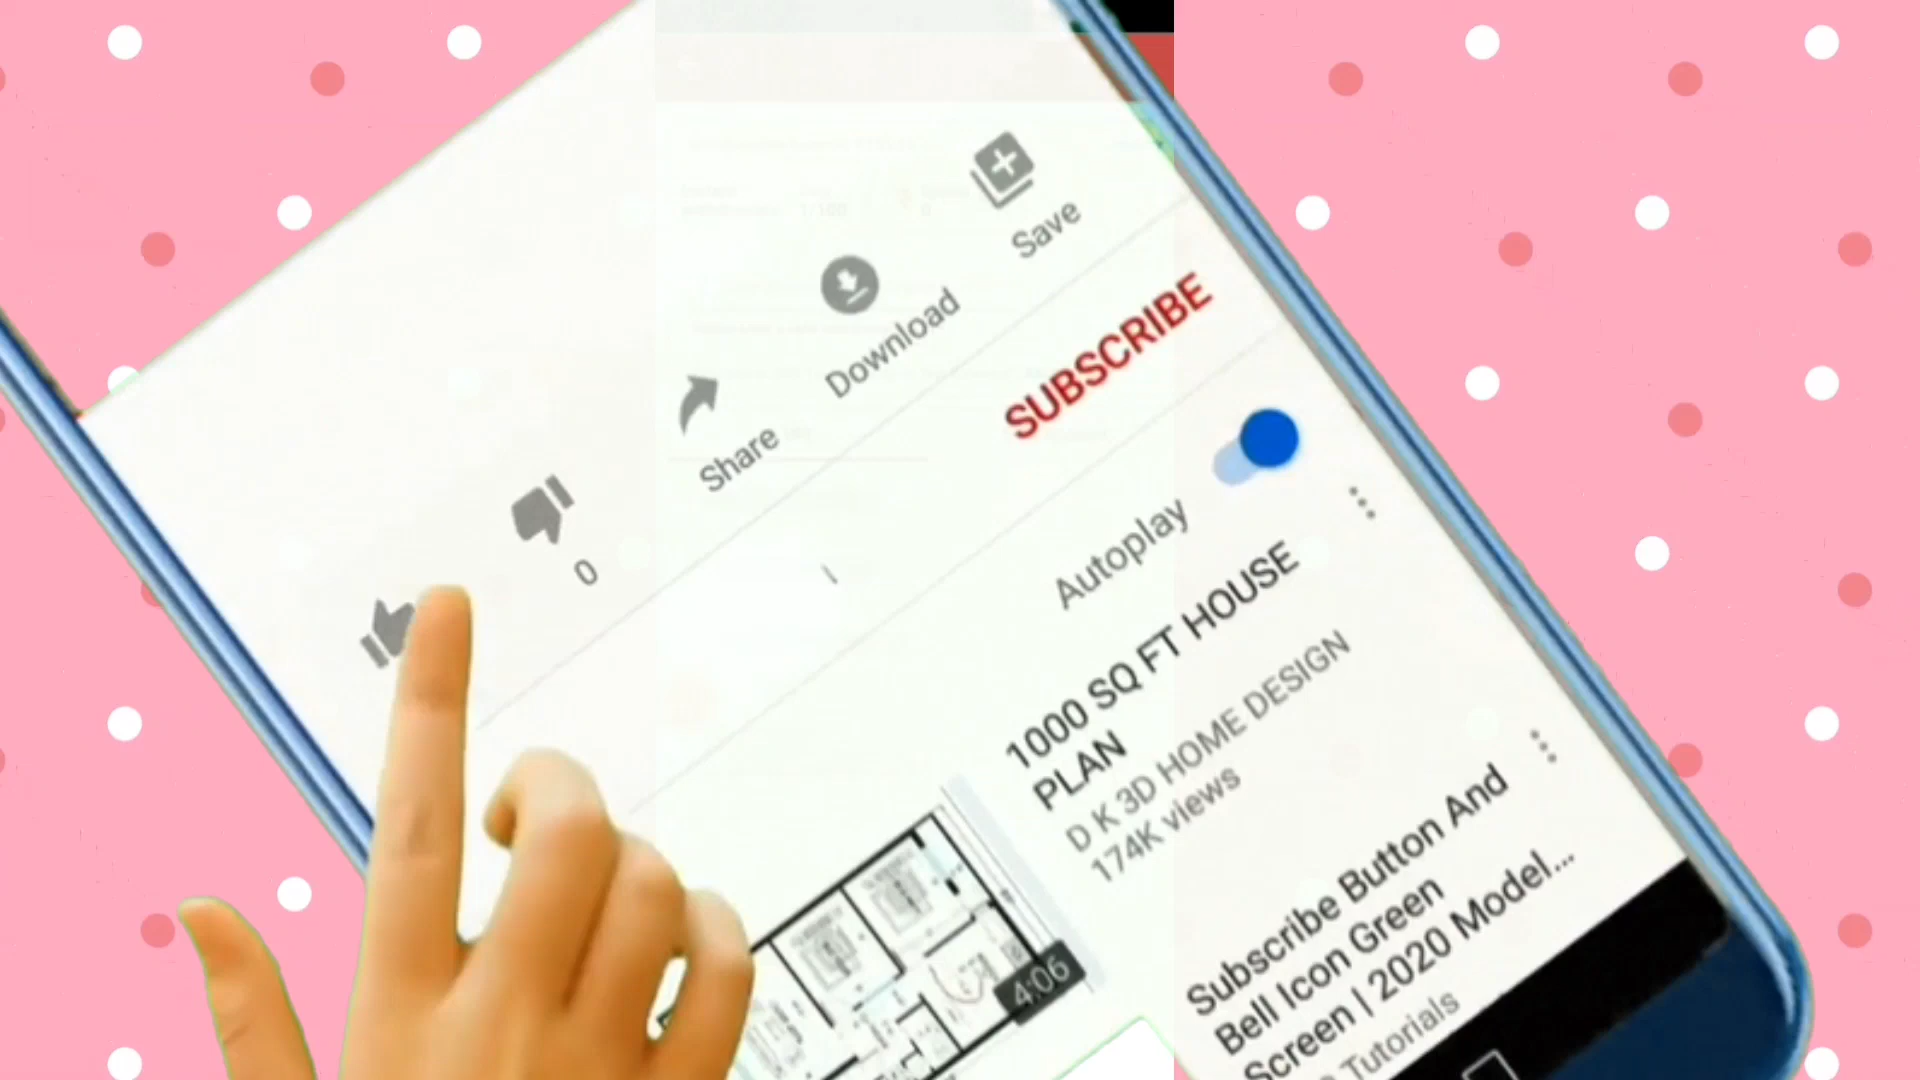 Save
Download
Share
0
SUBSCRIBE
Autoplay
1000 SQ FT HOUSE
PLAN
D K 3D HOME DESIGN
174K views
4:06
Subscribe Button And
Bell Icon Green
Screen | 2020 Model...
Tutorials